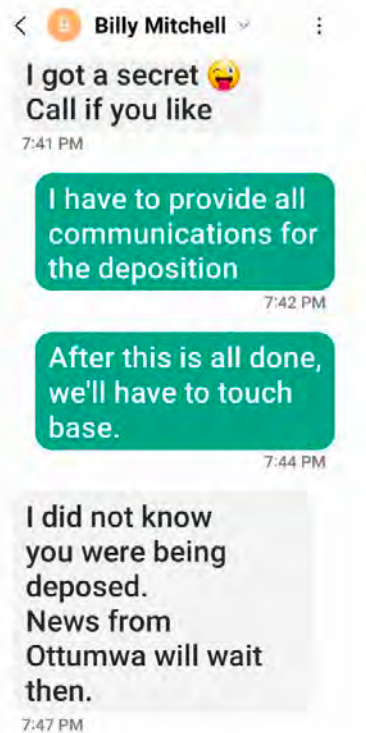 Billy Mitchell
I got a secret 😜
Call if you like
7:41 PM
I have to provide all
communications for
the deposition
7:42 PM
After this is all done,
we'll have to touch
base.
7:44 PM
I did not know
you were being
deposed.
News from
Ottumwa will wait
then.
7:47 PM